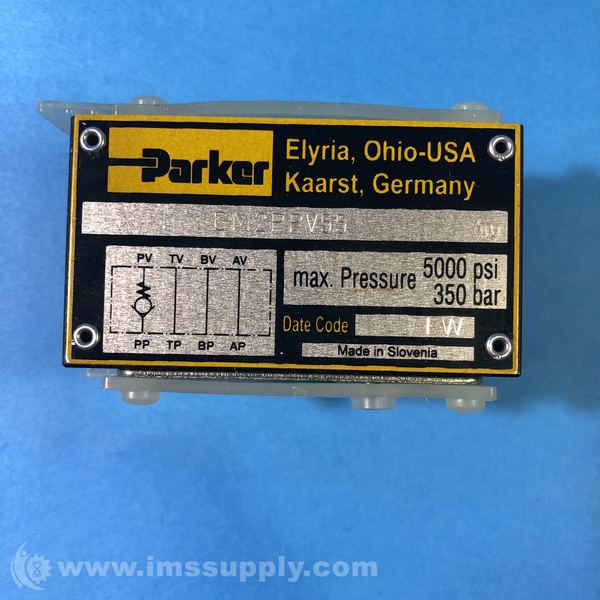 Parker
Elyria, Ohio-USA
Kaarst, Germany
CM2PPV55
PV TV BV AV
PP TP BP AP
max. Pressure 5000 psi
350 bar
Date Code
Made in Slovenia
www.imssupply.com